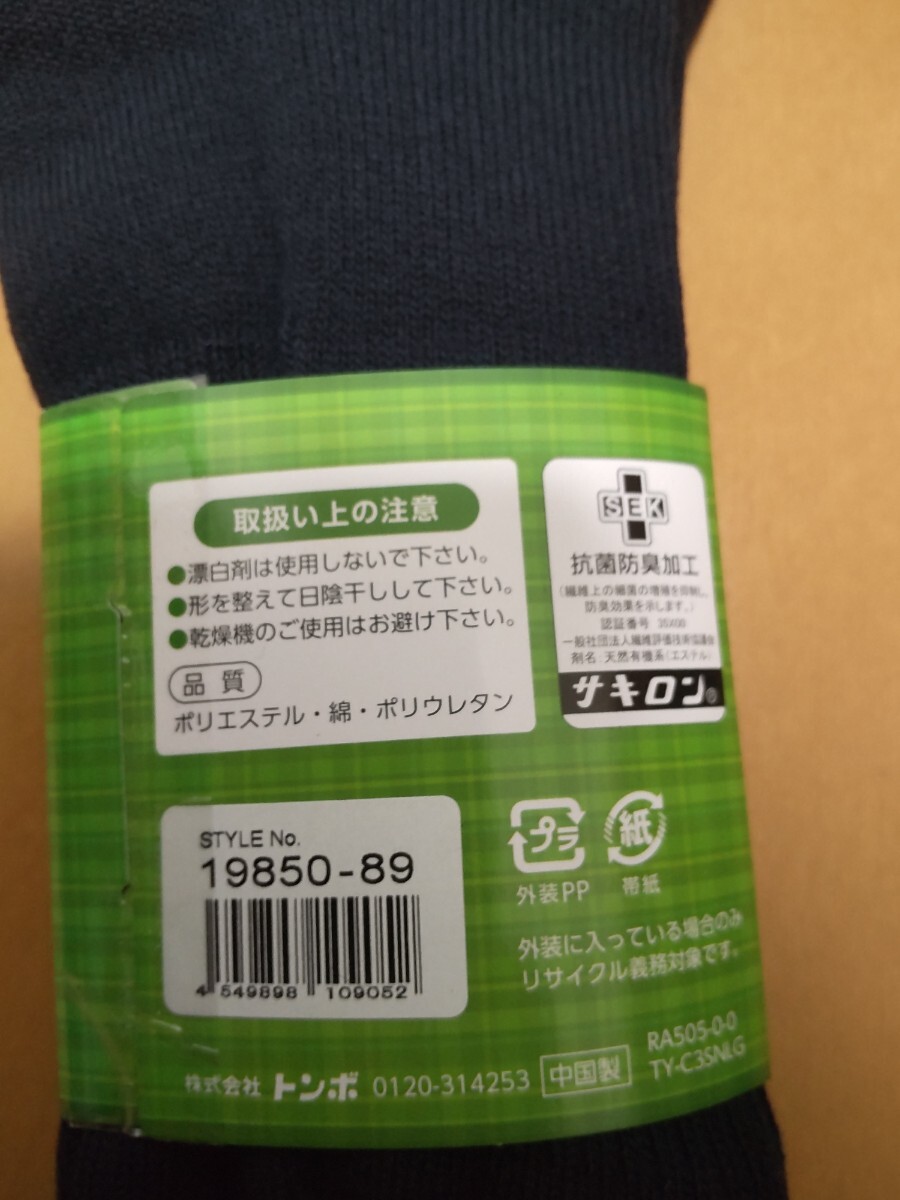 取扱い上の注意
●漂白剤は使用しないで下さい。
●形を整えて日陰干しして下さい。
●乾燥機のご使用はお避け下さい。
品質
ポリエステル・綿・ポリウレタン
SEK
抗菌防臭加工
(繊維上の細菌の増殖を抑制し、
防臭効果を示します。)
認証番号
一般社団法人繊維評価技術協議会
剤名:天然有機系(エステル)
サキロン®
STYLE No.
19850-89
4 549898 109052
プラ
外装PP
紙
帯紙
外装に入っている場合のみ
リサイクル義務対象です。
株式会社 トンボ 0120-314253 中国製
RA505-0-0
TY-C3SNLG